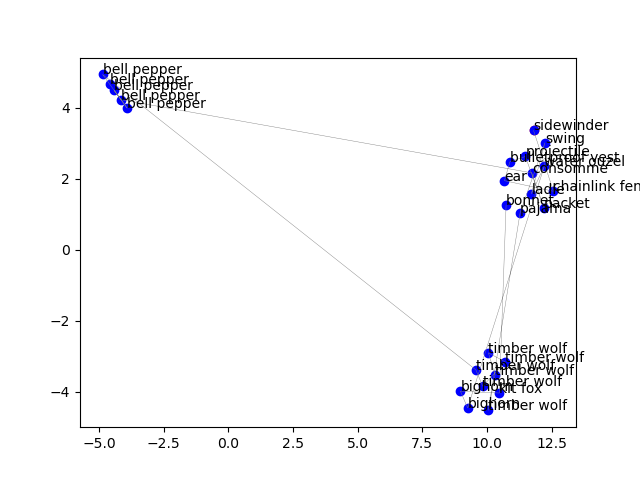 bell pepper
bell pepper
bell pepper
bell pepper
bell pepper
sidewinder
swing
projectile
bulletproof vest
water ouzel
consomme
ear
chainlink fen
ladle
bonnet
packet
pajama
timber wolf
timber wolf
timber wolf
timber wolf
timber wolf
bighorn
kit fox
bighorn
timber wolf
4
2
0
−2
−4
−5.0
−2.5
0.0
2.5
5.0
7.5
10.0
12.5